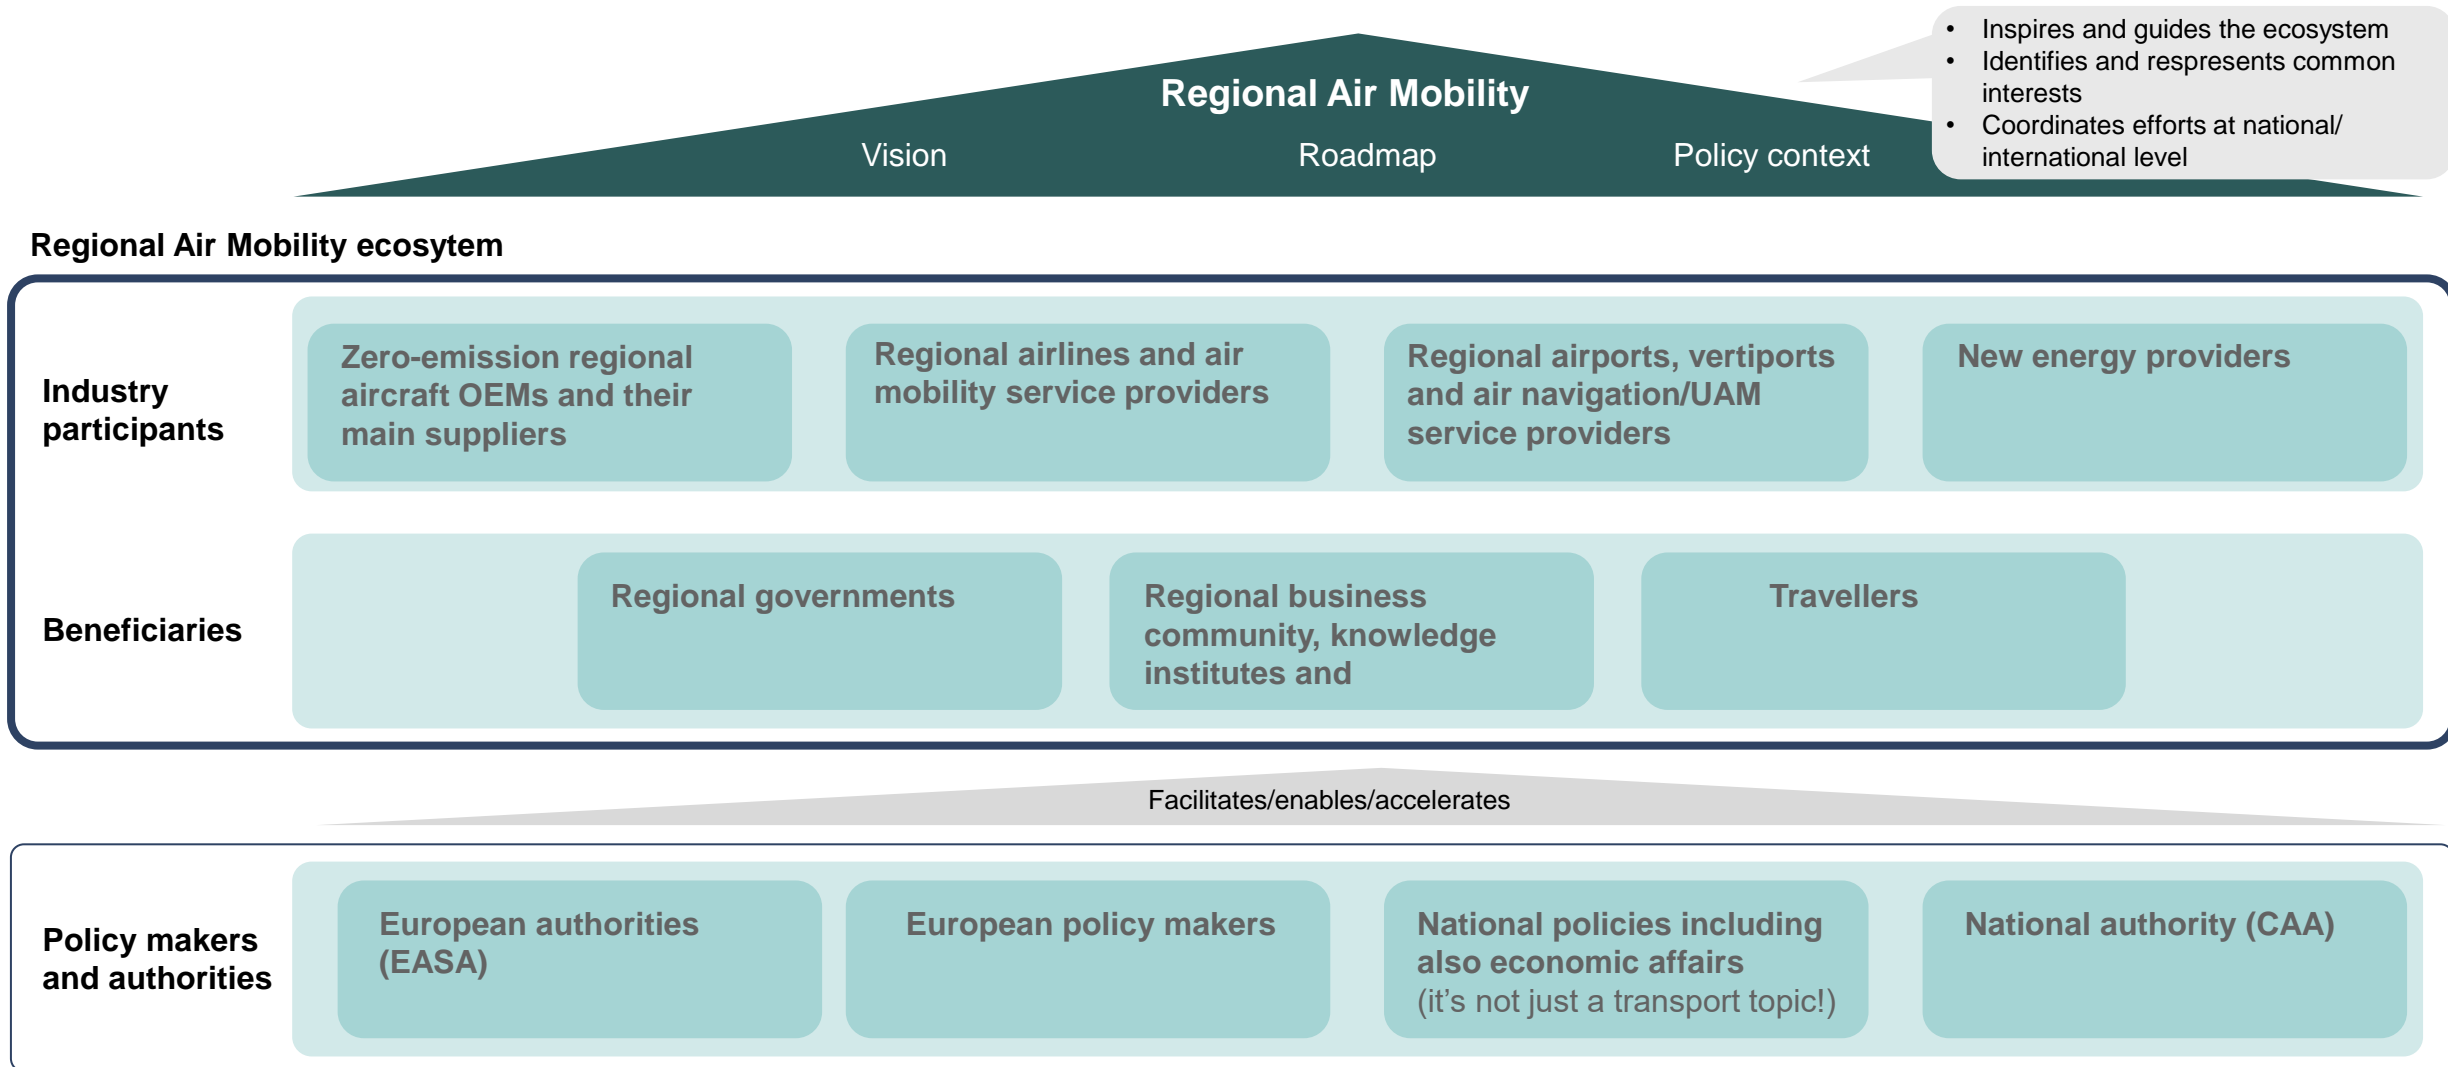 Regional Air Mobility
Vision
Roadmap
Policy context
• Inspires and guides the ecosystem
• Identifies and respresents common
interests
• Coordinates efforts at national/
international level
Regional Air Mobility ecosytem
Industry
participants
Zero-emission regional
aircraft OEMs and their
main suppliers
Regional airlines and air
mobility service providers
Regional airports, vertiports
and air navigation/UAM
service providers
New energy providers
Beneficiaries
Regional governments
Regional business
community, knowledge
institutes and
Travellers
Facilitates/enables/accelerates
Policy makers
and authorities
European authorities
(EASA)
European policy makers
National policies including
also economic affairs
(it’s not just a transport topic!)
National authority (CAA)